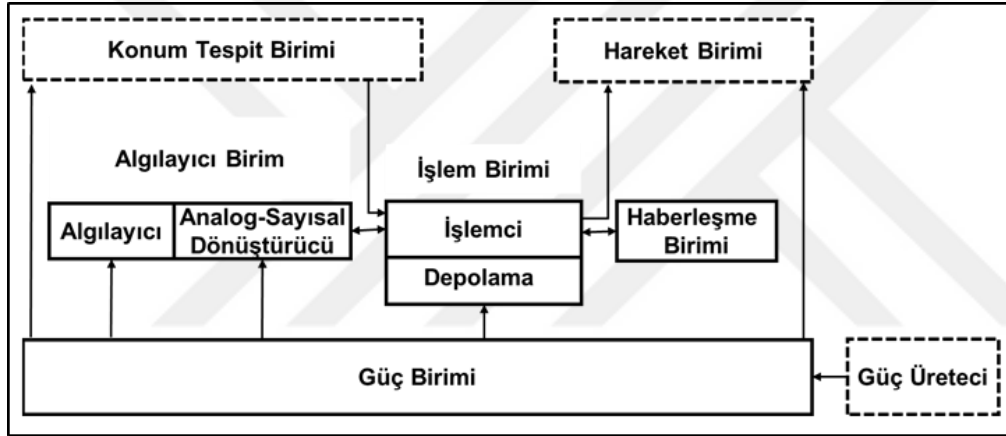 Konum Tespit Birimi
Hareket Birimi
Algılayıcı Birim
İşlem Birimi
Algılayıcı
Analog-Sayısal
Dönüştürücü
İşlemci
Depolama
Haberleşme
Birimi
Güç Birimi
Güç Üreteci